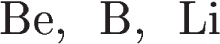 Be, B, Li